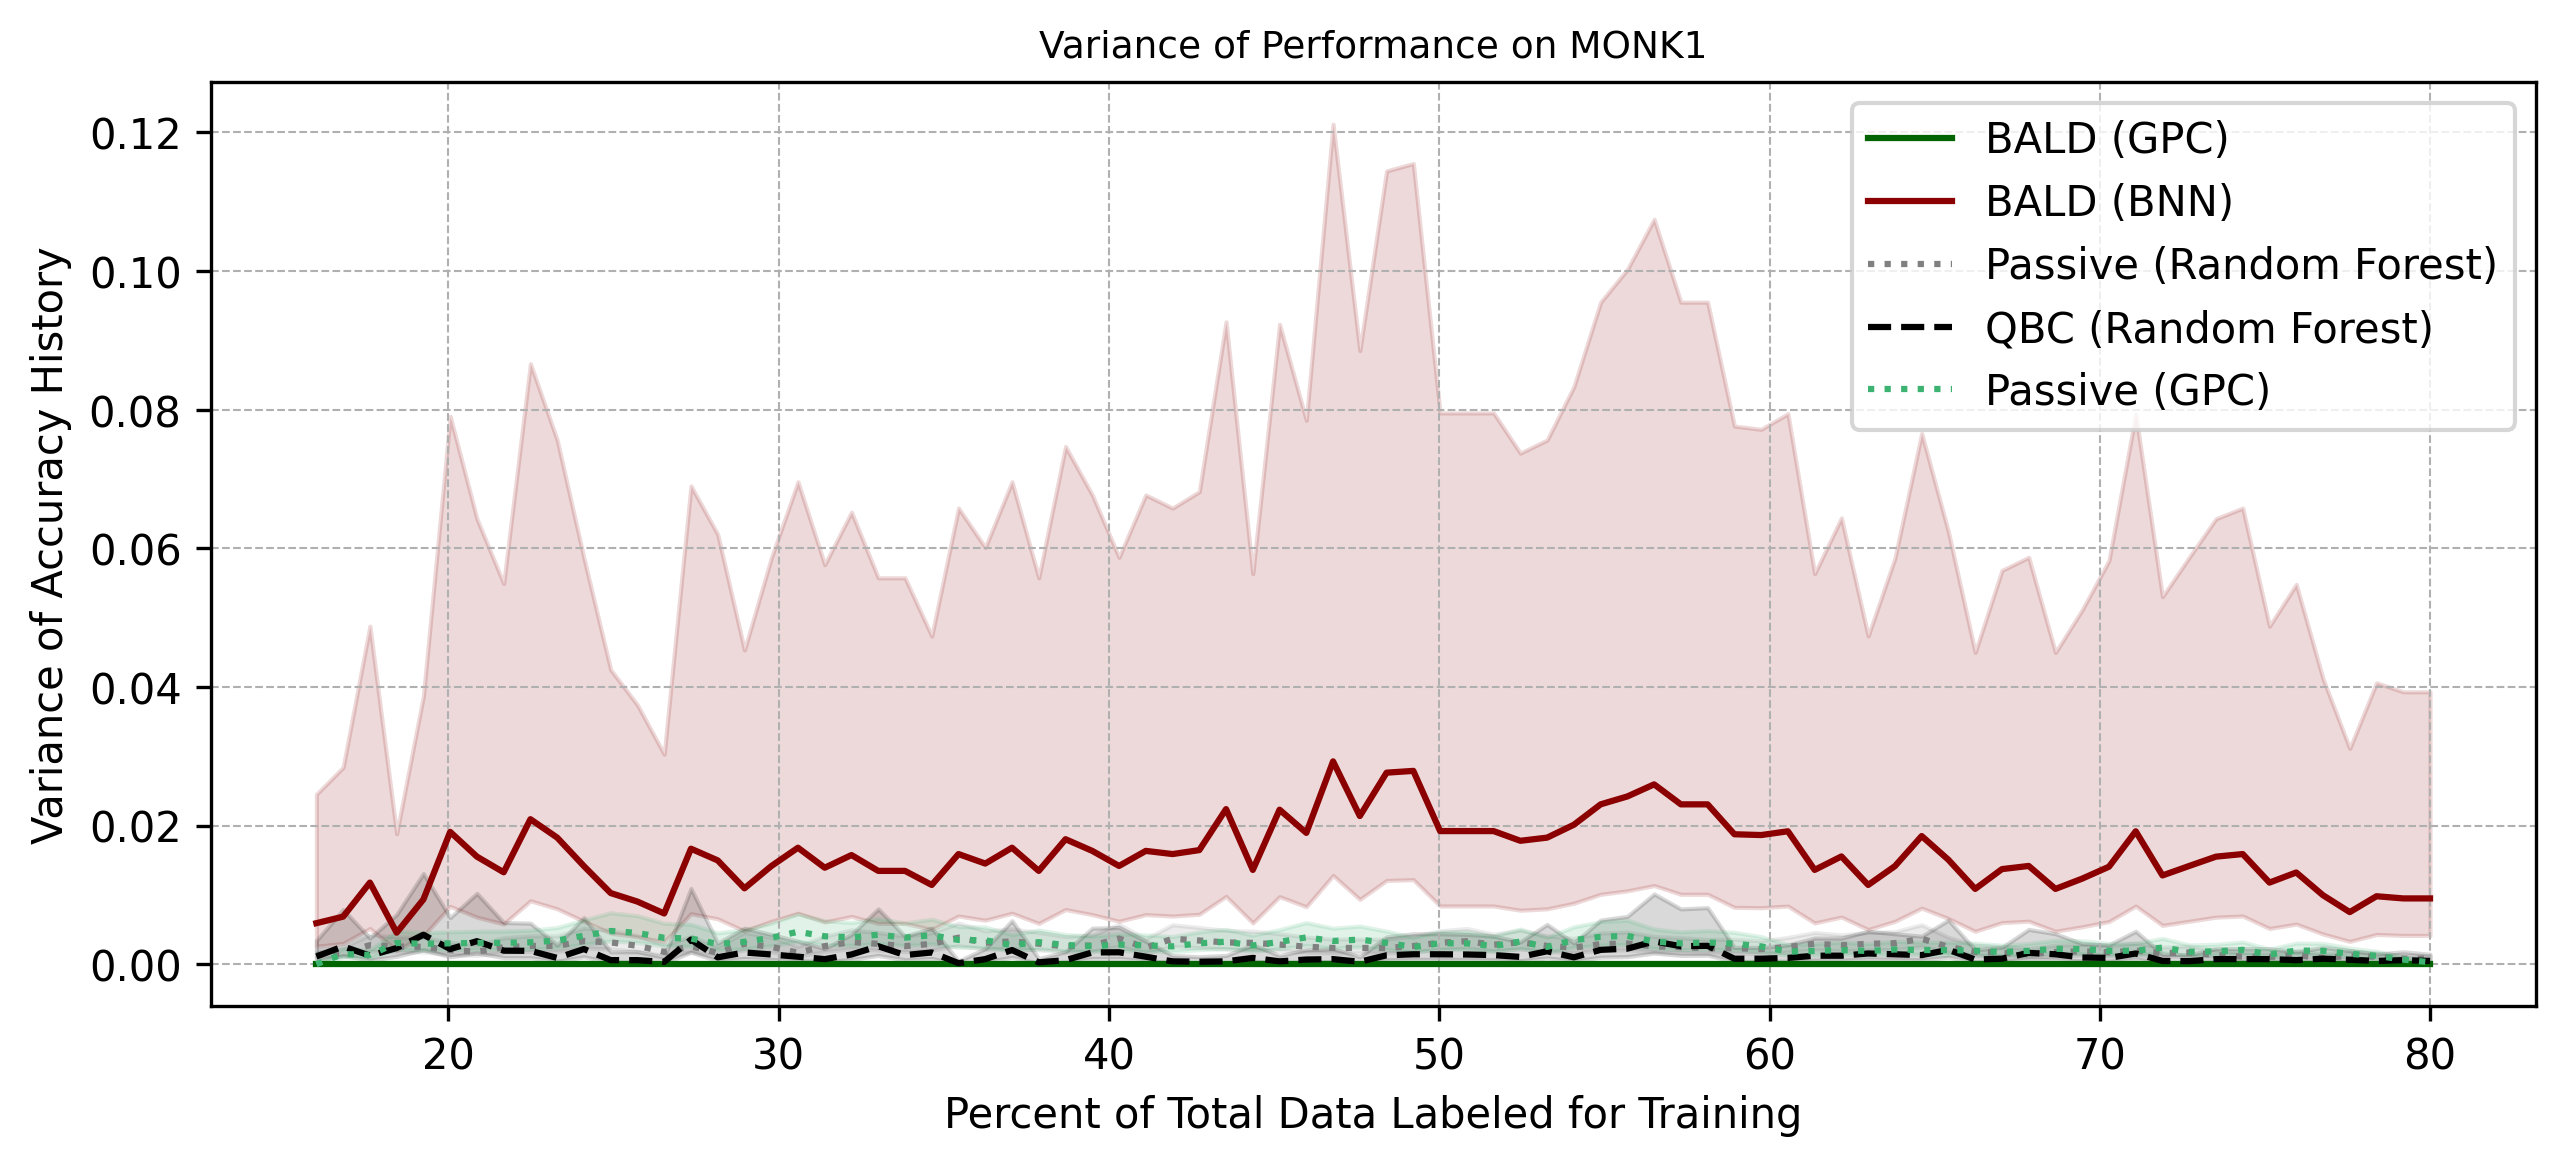 Variance of Performance on MONK1
Variance of Accuracy History
0.12
0.10
0.08
0.06
0.04
0.02
0.00
BALD (GPC)
BALD (BNN)
Passive (Random Forest)
QBC (Random Forest)
Passive (GPC)
20 30 40 50 60 70 80
Percent of Total Data Labeled for Training